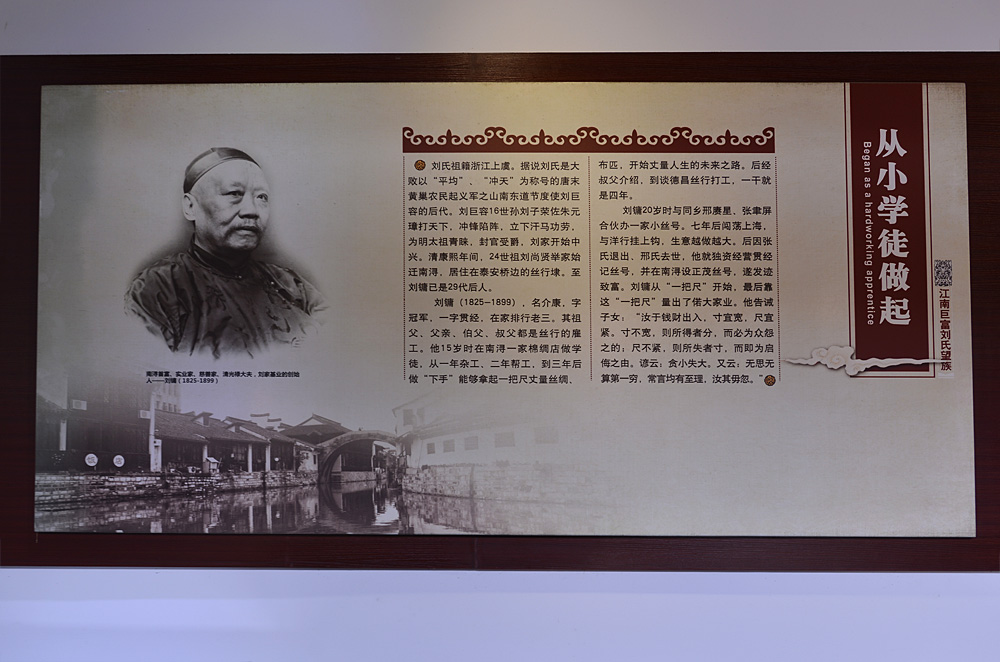 从小学徒做起
Began as a hardworking apprentice
江南巨富刘氏望族
刘氏祖籍浙江上虞。据说刘氏是大
败以“平均”、“冲天”为称号的唐末
黄巢农民起义军之山南东道节度使刘巨
容的后代。刘巨容16世孙刘子荣佐朱元
璋打天下，冲锋陷阵，立下汗马功劳，
为明太祖青睐，封官受爵，刘家开始中
兴。清康熙年间，24世祖刘尚贤举家始
迁南浔，居住在泰安桥边的丝行埭。至
刘镛已是29代后人。
刘镛（1825-1899），名介康，字
冠军，一字贯经，在家排行老三。其祖
父、父亲、伯父、叔父都是丝行的雇
工。他15岁时在南浔一家棉绸店做学
徒，从一年杂工、二年帮工，到三年后
做“下手”能够拿起一把尺丈量丝绸、
布匹，开始丈量人生的未来之路。后经
叔父介绍，到谈德昌丝行打工，一干就
是四年。
刘镛20岁时与同乡邢赓星、张聿屏
合伙办一家小丝号。七年后闯荡上海，
与洋行挂上钩，生意越做越大。后因张
氏退出、邢氏去世，他就独资经营贯经
记丝号，并在南浔设正茂丝号，遂发迹
致富。刘镛从“一把尺”开始，最后靠
这“一把尺”量出了偌大家业。他告诫
子女：“汝于钱财出入，寸宜宽，尺宜
紧。寸不宽，则所得者分，而必为众怨
之的；尺不紧，则所失者寸，而即为启
侮之由。谚云：贪小失大。又云：无思无
算第一穷，常言均有至理，汝其毋忽。”
南浔首富、实业家、慈善家、清光禄大夫，刘家基业的创始
人——刘镛（1825-1899）